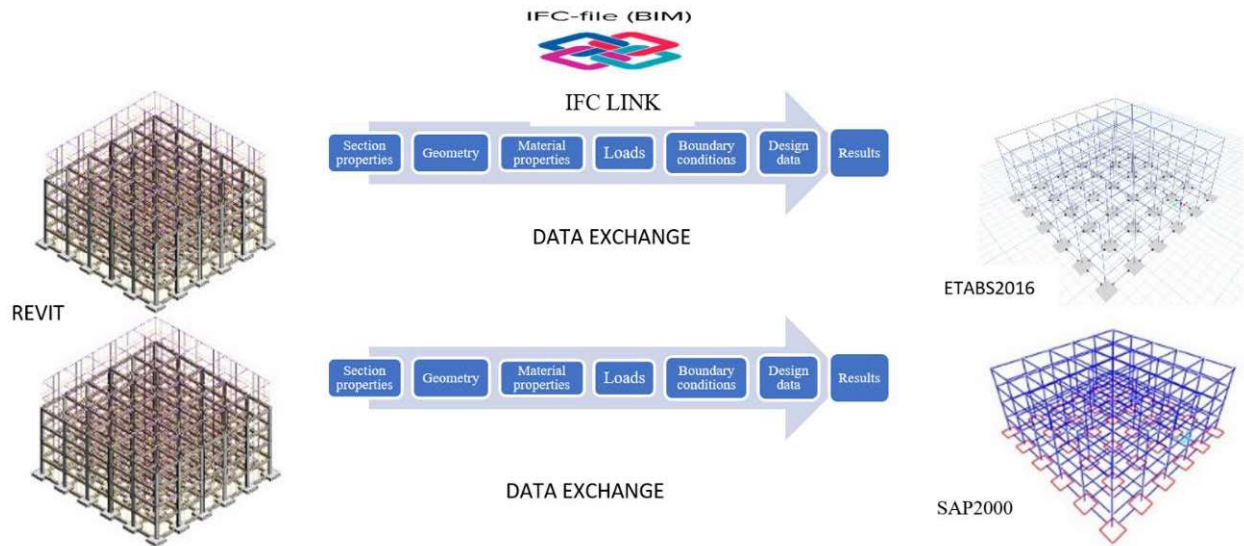 IFC-file (BIM)
IFC LINK
Section
properties
Geometry
Material
properties
Loads
Boundary
conditions
Design
data
Results
DATA EXCHANGE
ETABS2016
REVIT
Section
properties
Geometry
Material
properties
Loads
Boundary
conditions
Design
data
Results
DATA EXCHANGE
SAP2000